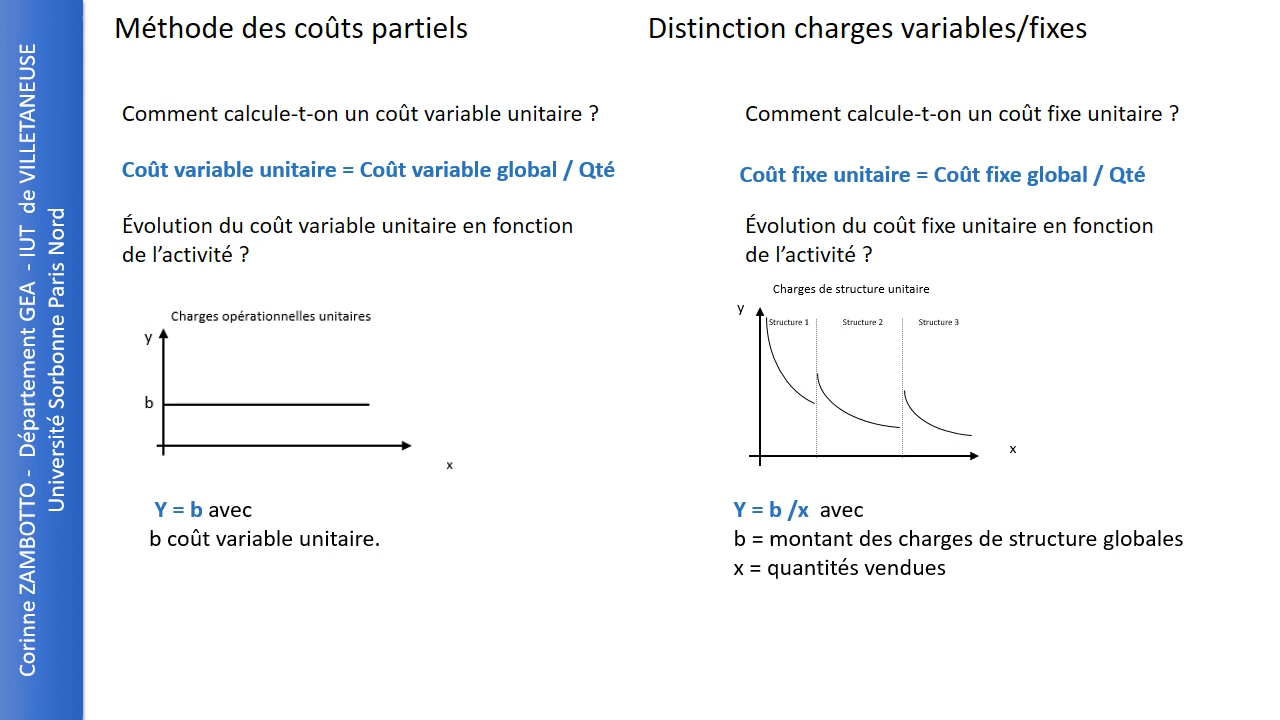 Corinne ZAMBOTTO - Département GEA - IUT de VILLETANEUSE
Université Sorbonne Paris Nord
Méthode des coûts partiels
Distinction charges variables/fixes
Comment calcule-t-on un coût variable unitaire ?
Coût variable unitaire = Coût variable global / Qté
Évolution du coût variable unitaire en fonction
de l’activité ?
Charges opérationnelles unitaires
y
b
x
Y = b avec
b coût variable unitaire.
Comment calcule-t-on un coût fixe unitaire ?
Coût fixe unitaire = Coût fixe global / Qté
Évolution du coût fixe unitaire en fonction
de l’activité ?
Charges de structure unitaire
y
Structure 1 Structure 2 Structure 3
x
Y = b /x avec
b = montant des charges de structure globales
x = quantités vendues